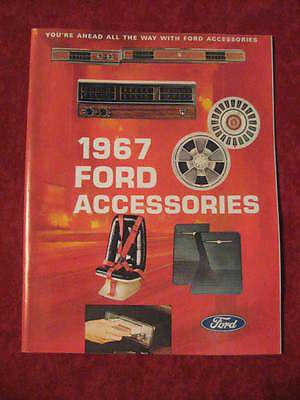 YOU'RE AHEAD ALL THE WAY WITH FORD ACCESSORIES
1967
FORD
ACCESSORIES
Ford